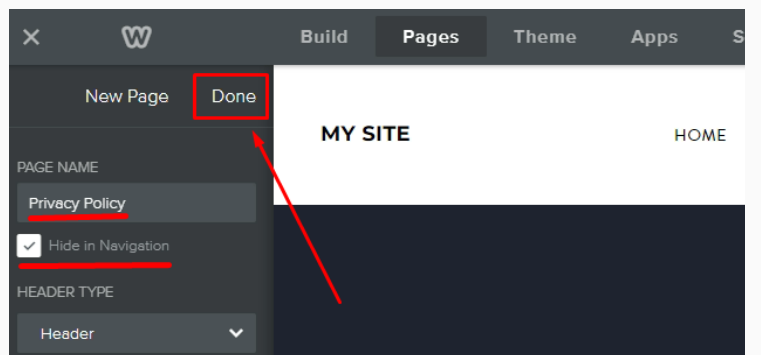 Build Pages Theme Apps S
New Page Done
MY SITE HOME
PAGE NAME
Privacy Policy
Hide in Navigation
HEADER TYPE
Header